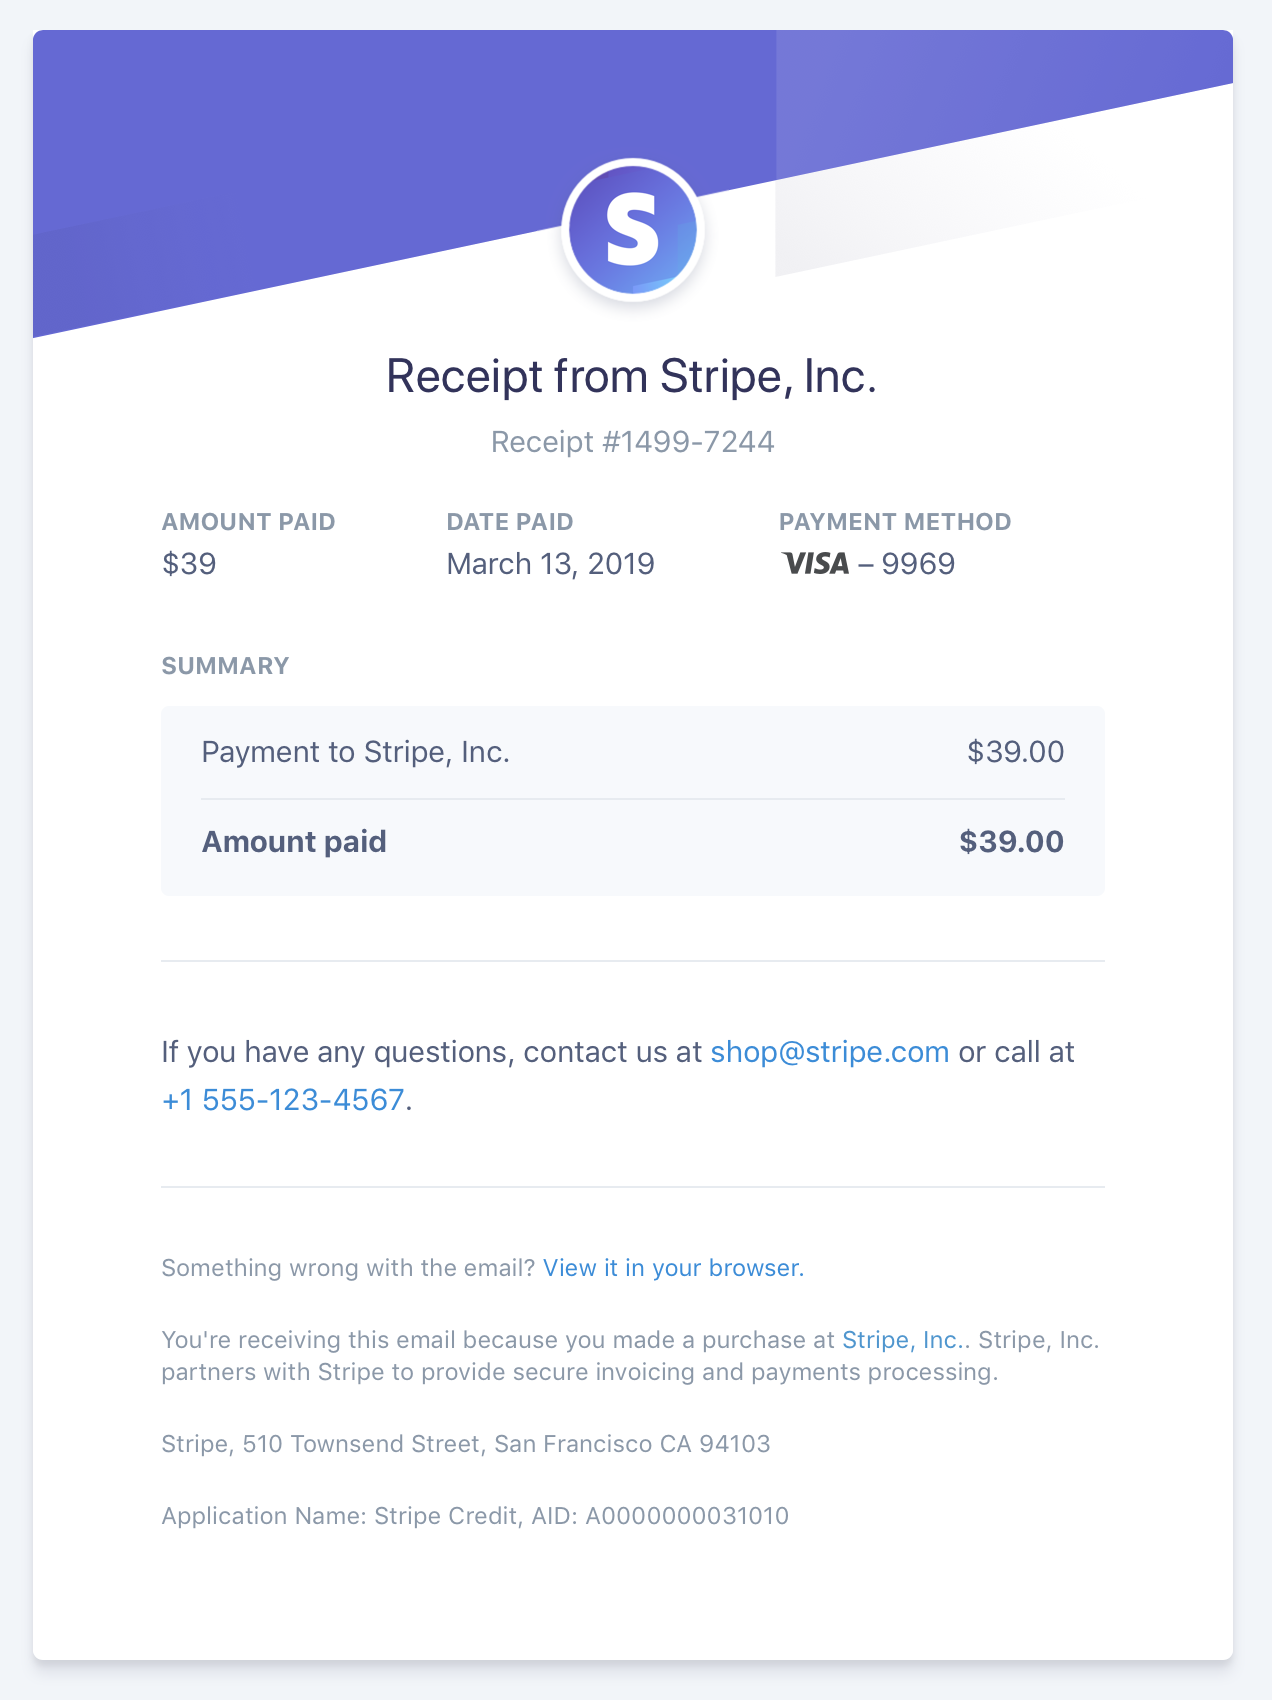 S
Receipt from Stripe, Inc.
Receipt #1499-7244
AMOUNT PAID DATE PAID PAYMENT METHOD
$39 March 13, 2019 VISA – 9969
SUMMARY
Payment to Stripe, Inc. $39.00
Amount paid $39.00
If you have any questions, contact us at shop@stripe.com or call at
+1 555-123-4567.
Something wrong with the email? View it in your browser.
You're receiving this email because you made a purchase at Stripe, Inc.. Stripe, Inc.
partners with Stripe to provide secure invoicing and payments processing.
Stripe, 510 Townsend Street, San Francisco CA 94103
Application Name: Stripe Credit, AID: A0000000031010